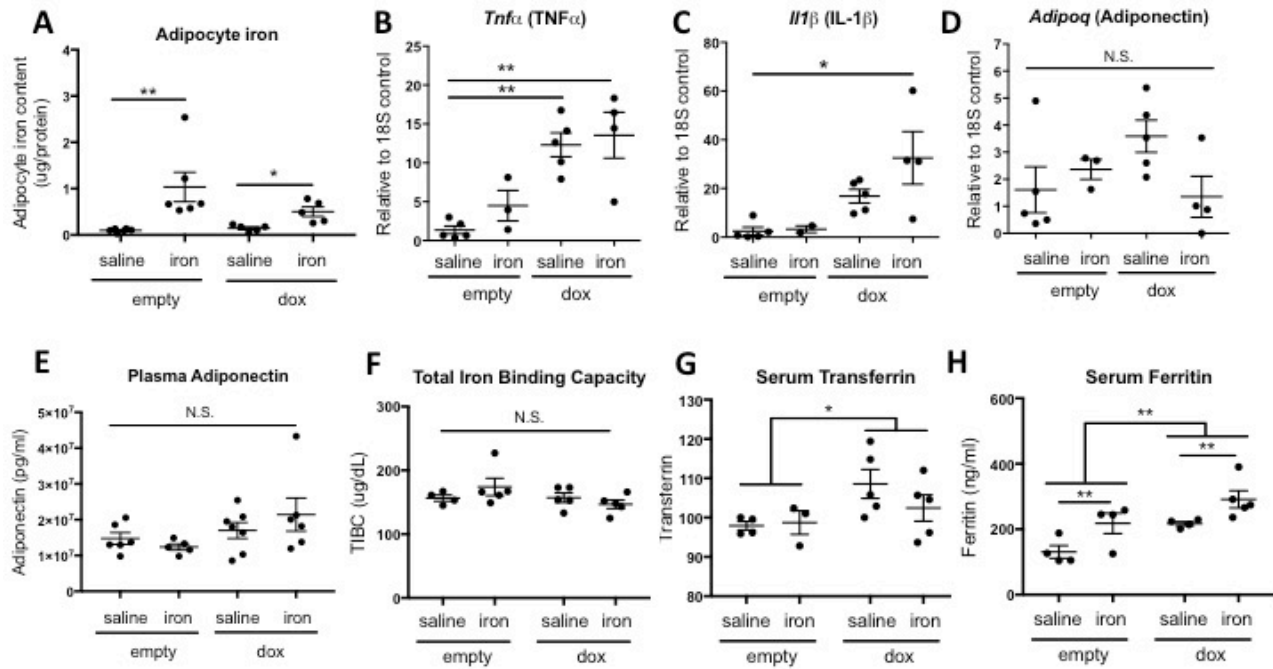 A
Adipocyte iron
Adipocyte iron content
(ug/protein)
4
3
2
1
0
**
*
saline iron saline iron
empty dox
B
Tnfα (TNFα)
Relative to 18S control
25
20
15
10
5
0
**
**
saline iron saline iron
empty dox
C
Il1β (IL-1β)
Relative to 18S control
80
60
40
20
0
*
saline iron saline iron
empty dox
D
Adipoq (Adiponectin)
Relative to 18S control
7
6
5
4
3
2
1
0
N.S.
saline iron saline iron
empty dox
E
Plasma Adiponectin
Adiponectin (pg/ml)
5×10⁷
4×10⁷
3×10⁷
2×10⁷
1×10⁷
0
N.S.
saline iron saline iron
empty dox
F
Total Iron Binding Capacity
TIBC (ug/dL)
300
200
100
0
N.S.
saline iron saline iron
empty dox
G
Serum Transferrin
Transferrin
130
120
110
100
90
80
*
saline iron saline iron
empty dox
H
Serum Ferritin
Ferritin (ng/ml)
600
400
200
0
**
**
**
saline iron saline iron
empty dox